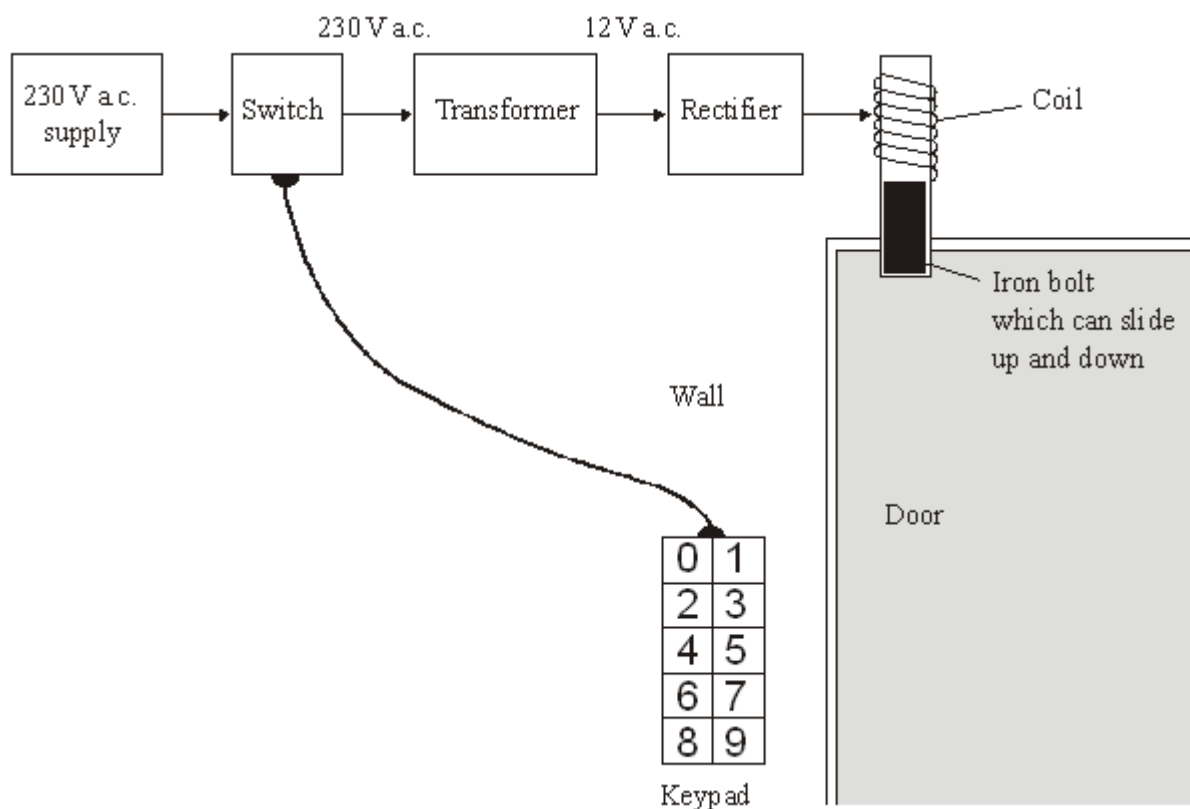 230 V a.c.
12 V a.c.
230 V a.c.
supply
Switch
Transformer
Rectifier
Coil
Iron bolt
which can slide
up and down
Wall
Door
0 1
2 3
4 5
6 7
8 9
Keypad